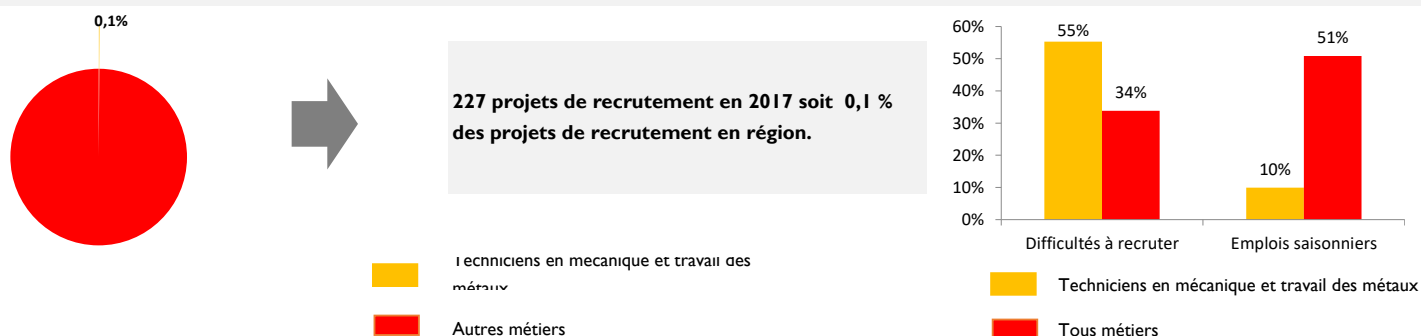 0,1%
227 projets de recrutement en 2017 soit 0,1 %
des projets de recrutement en région.
Techniciens en mécanique et travail des
métaux
Autres métiers
60%
50%
40%
30%
20%
10%
0%
55%
34%
10%
51%
Difficultés à recruter
Emplois saisonniers
Techniciens en mécanique et travail des métaux
Tous métiers